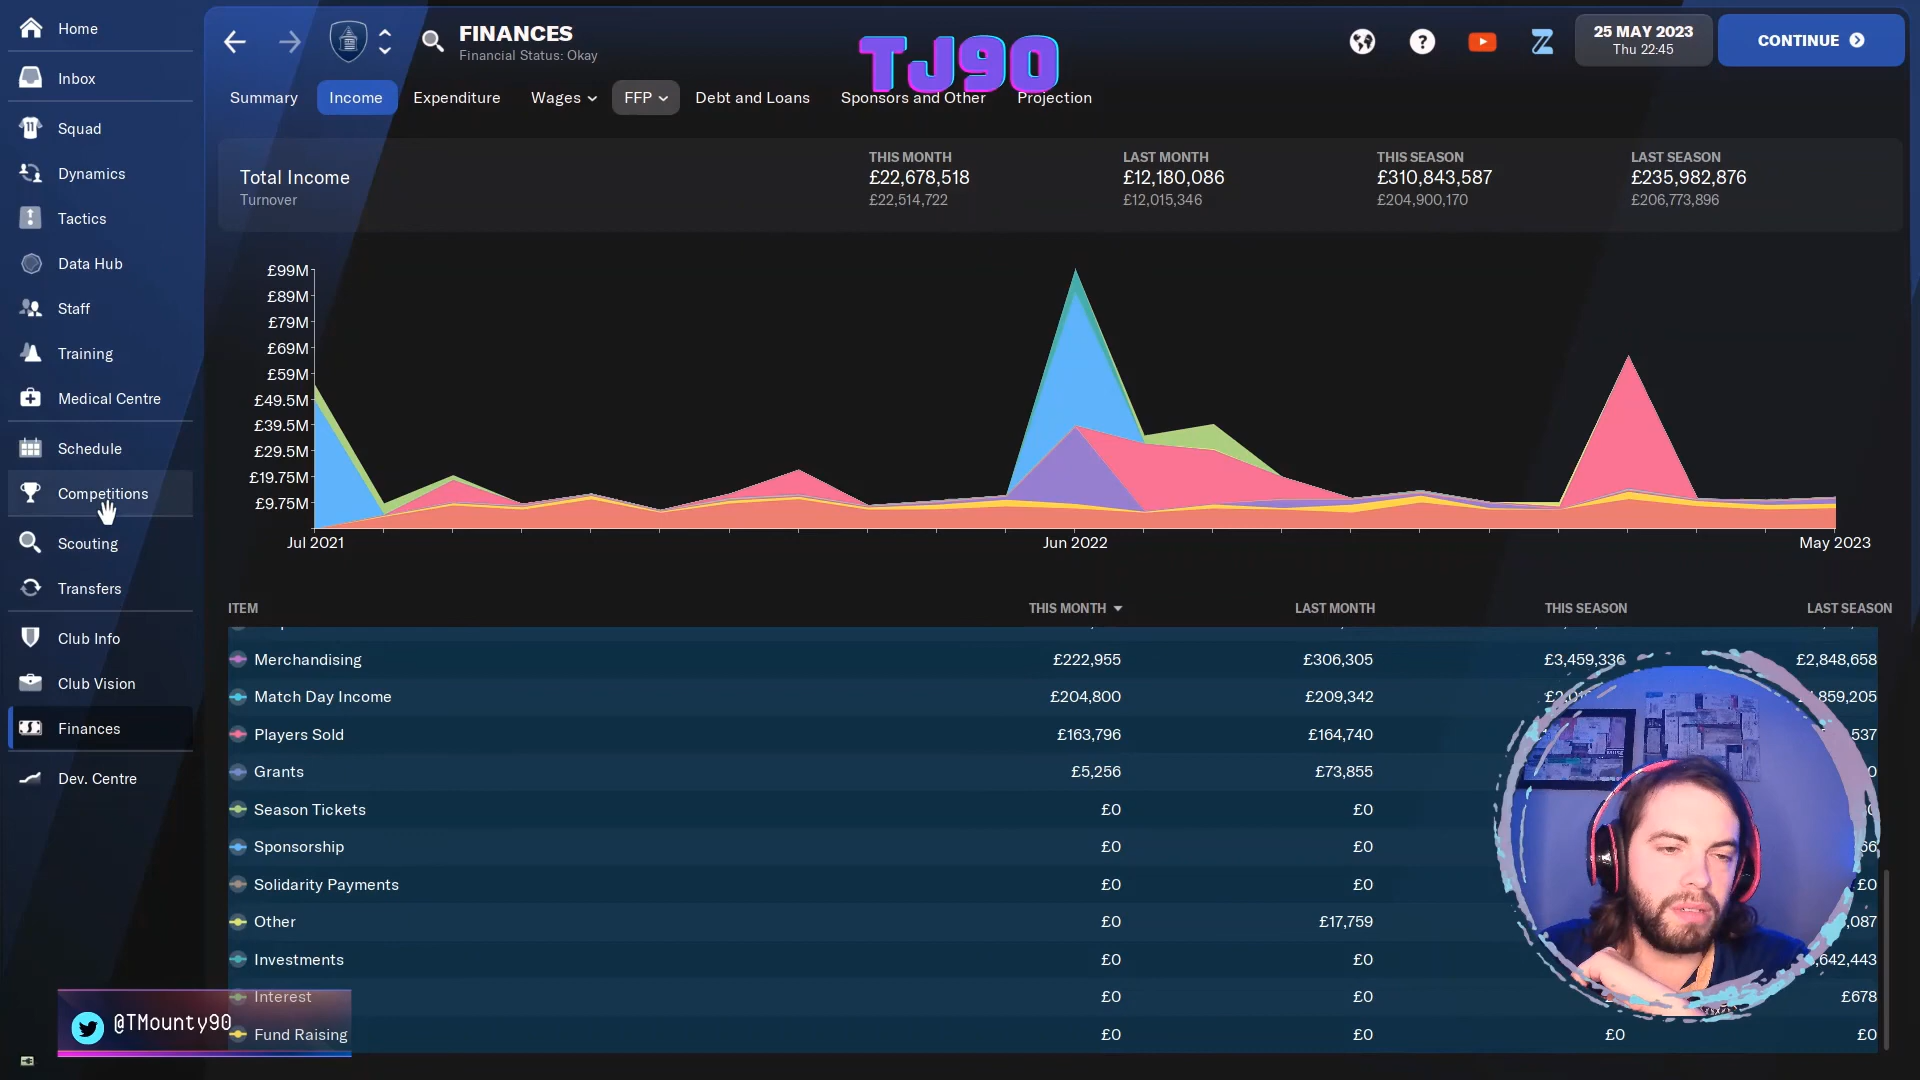 Home
Inbox
Squad
Dynamics
Tactics
Data Hub
Staff
Training
Medical Centre
Schedule
Competitions
Scouting
Transfers
Club Info
Club Vision
Finances
Dev. Centre
FINANCES
Financial Status: Okay
TJ90
25 MAY 2023
Thu 22:45
CONTINUE
Summary Income Expenditure Wages FFP Debt and Loans Sponsors and Other Projection
THIS MONTH LAST MONTH THIS SEASON LAST SEASON
Total Income £22,678,518 £12,180,086 £310,843,587 £235,982,876
Turnover £22,514,722 £12,015,346 £204,900,170 £206,773,896
£99M
£89M
£79M
£69M
£59M
£49.5M
£39.5M
£29.5M
£19.75M
£9.75M
Jul 2021 Jun 2022 May 2023
ITEM THIS MONTH LAST MONTH THIS SEASON LAST SEASON
Merchandising £222,955 £306,305 £3,459,336 £2,848,658
Match Day Income £204,800 £209,342 859,205
Players Sold £163,796 £164,740 537
Grants £5,256 £73,855
Season Tickets £0 £0
Sponsorship £0 £0
Solidarity Payments £0 £0 £0
Other £0 £17,759 ,087
Investments £0 £0 ,642,443
Interest £0 £0 £678
Fund Raising £0 £0 £0 £0
@TMounty90